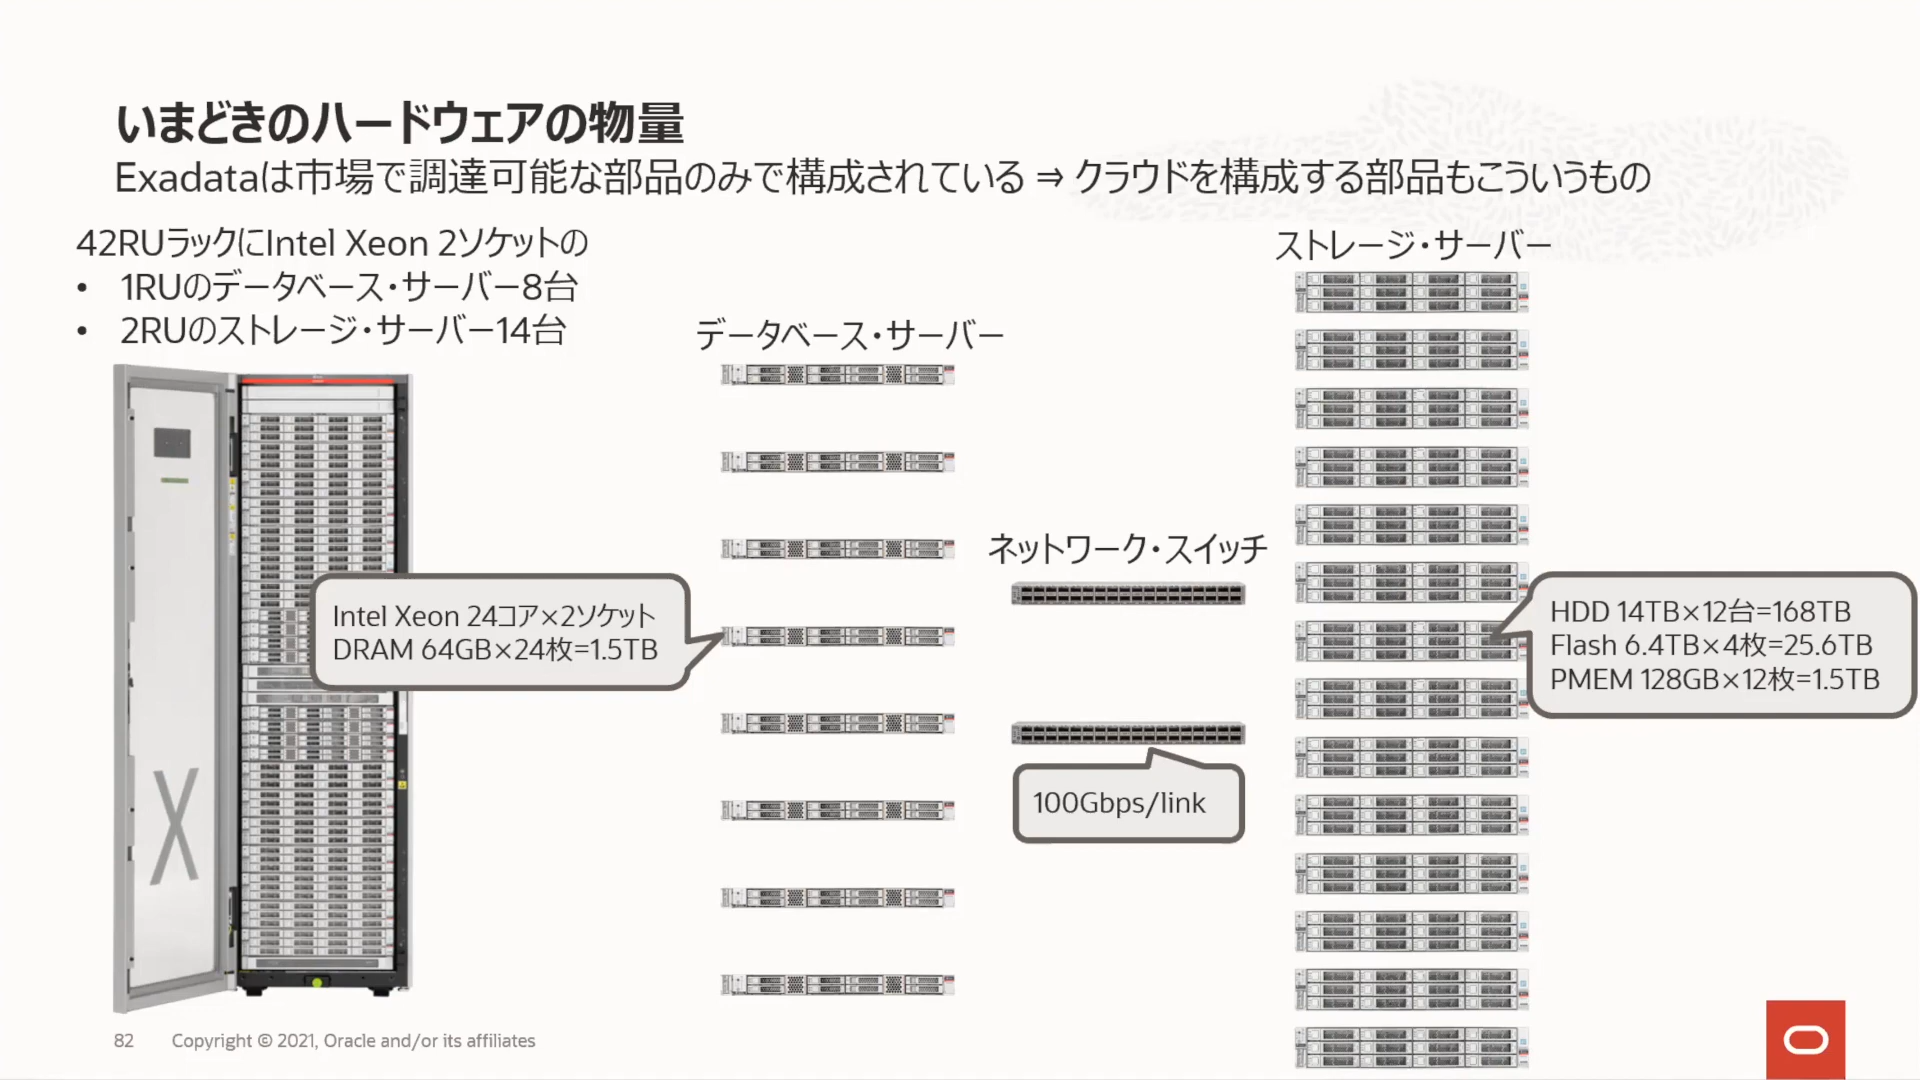 いまどきのハードウェアの物量
Exadataは市場で調達可能な部品のみで構成されている ⇒ クラウドを構成する部品もこういうもの
42RUラックにIntel Xeon 2ソケットの
• 1RUのデータベース・サーバー8台
• 2RUのストレージ・サーバー14台
データベース・サーバー
ネットワーク・スイッチ
ストレージ・サーバー
Intel Xeon 24コア×2ソケット
DRAM 64GB×24枚=1.5TB
100Gbps/link
HDD 14TB×12台=168TB
Flash 6.4TB×4枚=25.6TB
PMEM 128GB×12枚=1.5TB
X
82 Copyright © 2021, Oracle and/or its affiliates